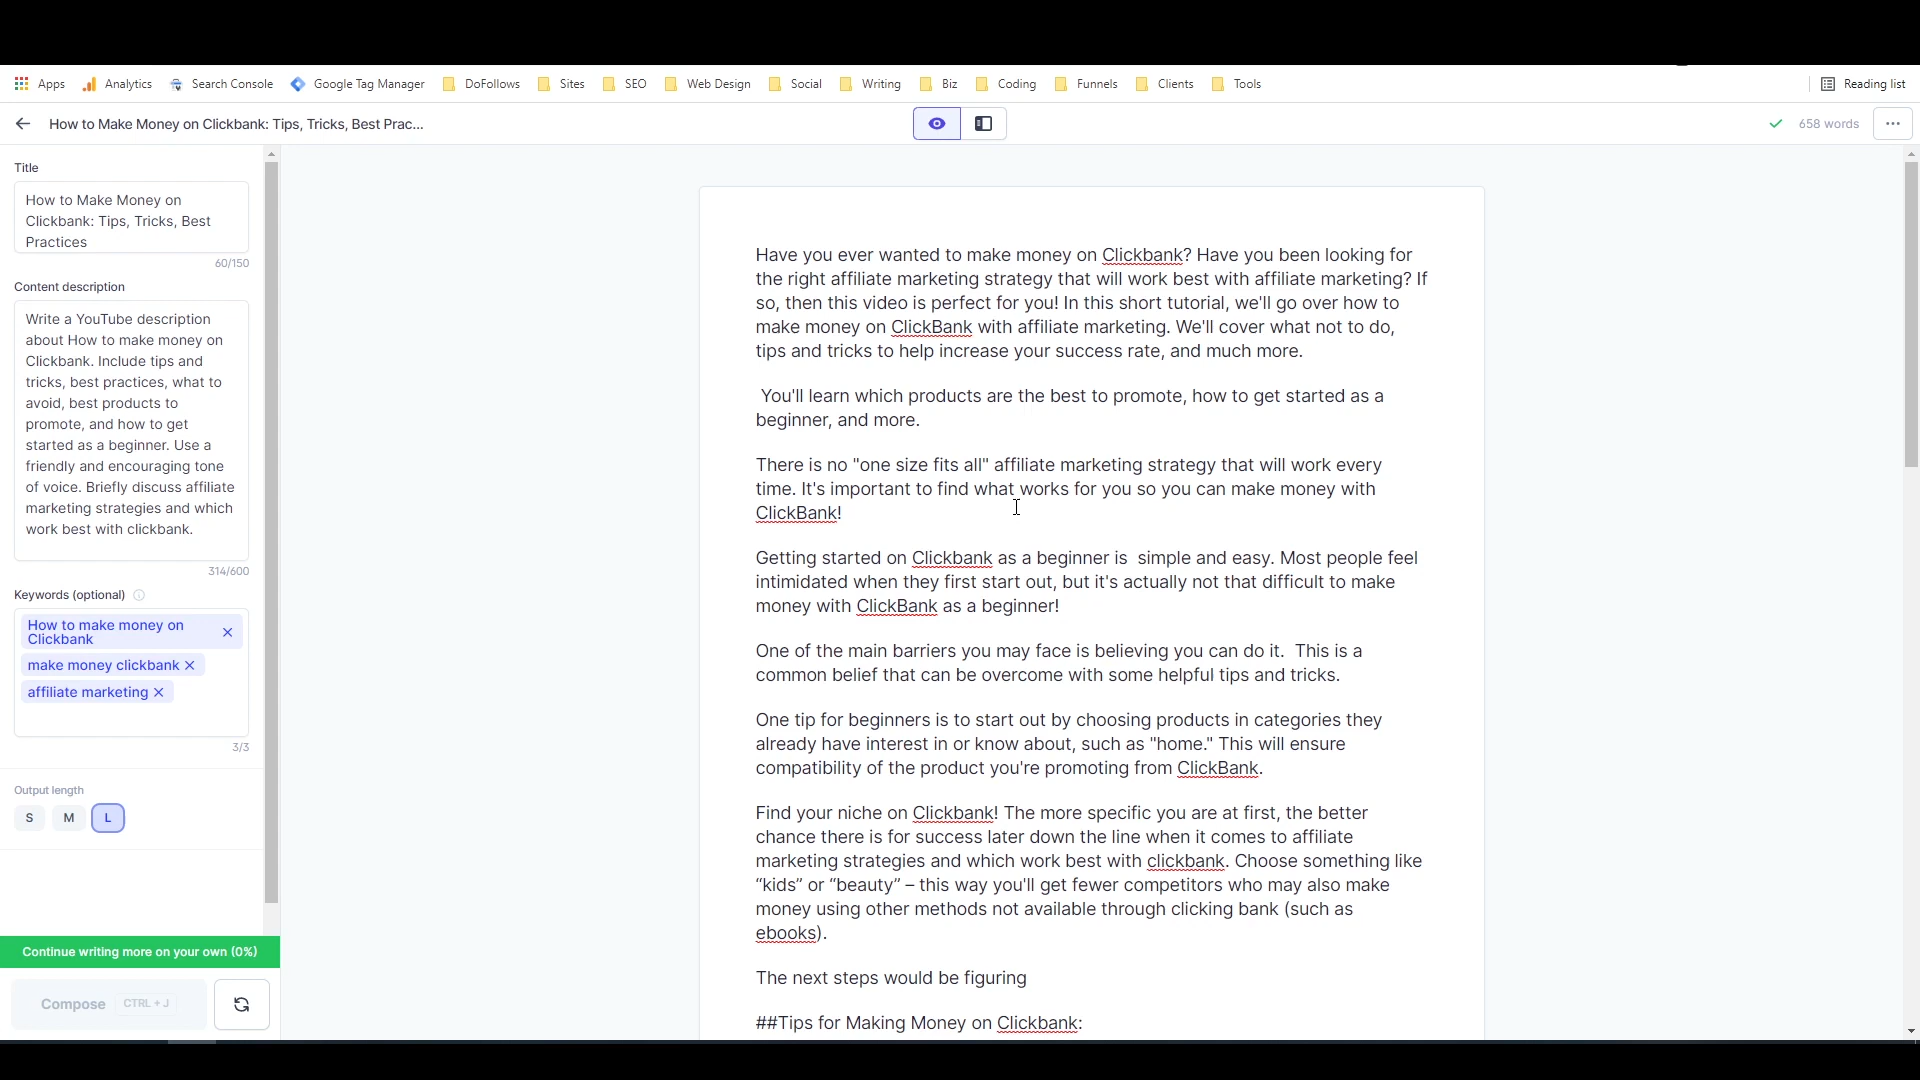 Apps Analytics Search Console Google Tag Manager DoFollows Sites SEO Web Design Social Writing Biz Coding Funnels Clients Tools Reading list
How to Make Money on Clickbank: Tips, Tricks, Best Prac...
658 words
Title
How to Make Money on
Clickbank: Tips, Tricks, Best
Practices
60/150
Content description
Write a YouTube description
about How to make money on
Clickbank. Include tips and
tricks, best practices, what to
avoid, best products to
promote, and how to get
started as a beginner. Use a
friendly and encouraging tone
of voice. Briefly discuss affiliate
marketing strategies and which
work best with clickbank.
314/600
Keywords (optional)
How to make money on
Clickbank
make money clickbank
affiliate marketing
3/3
Output length
S M L
Continue writing more on your own (0%)
Compose CTRL + J
Have you ever wanted to make money on Clickbank? Have you been looking for
the right affiliate marketing strategy that will work best with affiliate marketing? If
so, then this video is perfect for you! In this short tutorial, we'll go over how to
make money on ClickBank with affiliate marketing. We'll cover what not to do,
tips and tricks to help increase your success rate, and much more.
You'll learn which products are the best to promote, how to get started as a
beginner, and more.
There is no "one size fits all" affiliate marketing strategy that will work every
time. It's important to find what works for you so you can make money with
ClickBank!
Getting started on Clickbank as a beginner is  simple and easy. Most people feel
intimidated when they first start out, but it's actually not that difficult to make
money with ClickBank as a beginner!
One of the main barriers you may face is believing you can do it.  This is a
common belief that can be overcome with some helpful tips and tricks.
One tip for beginners is to start out by choosing products in categories they
already have interest in or know about, such as "home." This will ensure
compatibility of the product you're promoting from ClickBank.
Find your niche on Clickbank! The more specific you are at first, the better
chance there is for success later down the line when it comes to affiliate
marketing strategies and which work best with clickbank. Choose something like
“kids” or “beauty” – this way you'll get fewer competitors who may also make
money using other methods not available through clicking bank (such as
ebooks).
The next steps would be figuring
##Tips for Making Money on Clickbank: